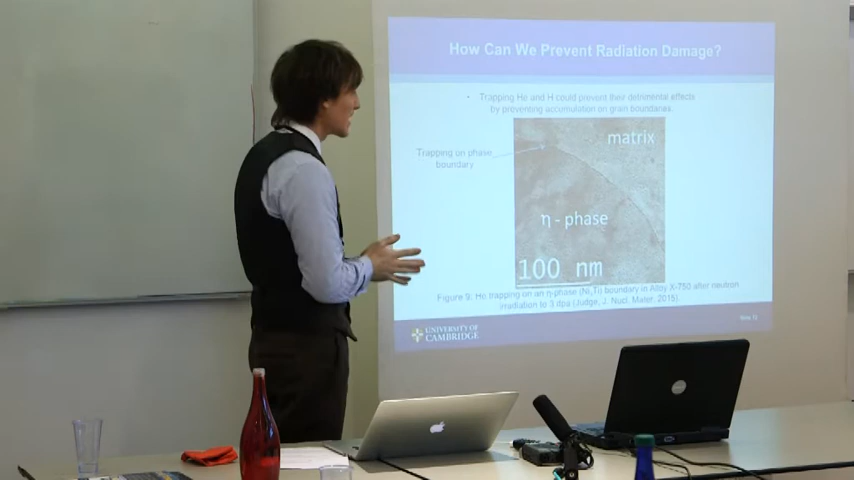 How Can We Prevent Radiation Damage?
• Trapping He and H could prevent their detrimental effects
by preventing accumulation on grain boundaries.
matrix
Trapping on phase
boundary
η - phase
100 nm
Figure 9. He trapping on an η-phase (Ni3Ti) boundary in Alloy X-750 after neutron
irradiation to 3 dpa (Judge, J. Nucl. Mater, 2015)
UNIVERSITY OF
CAMBRIDGE